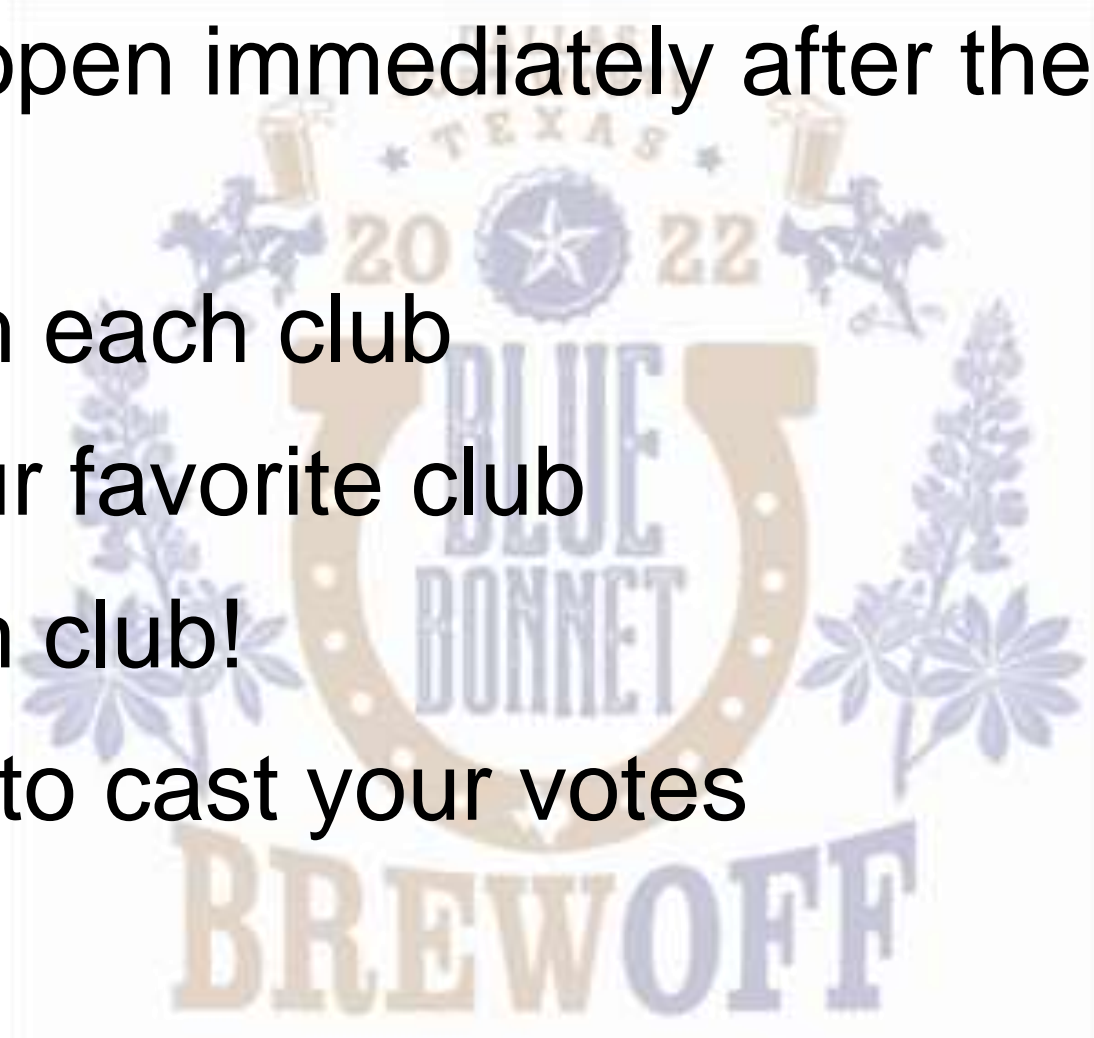 open immediately after the
DALLAS
TEXAS
20 22
each club
BLUE
favorite club
BONNET
club!
to cast your votes
BREWOFF